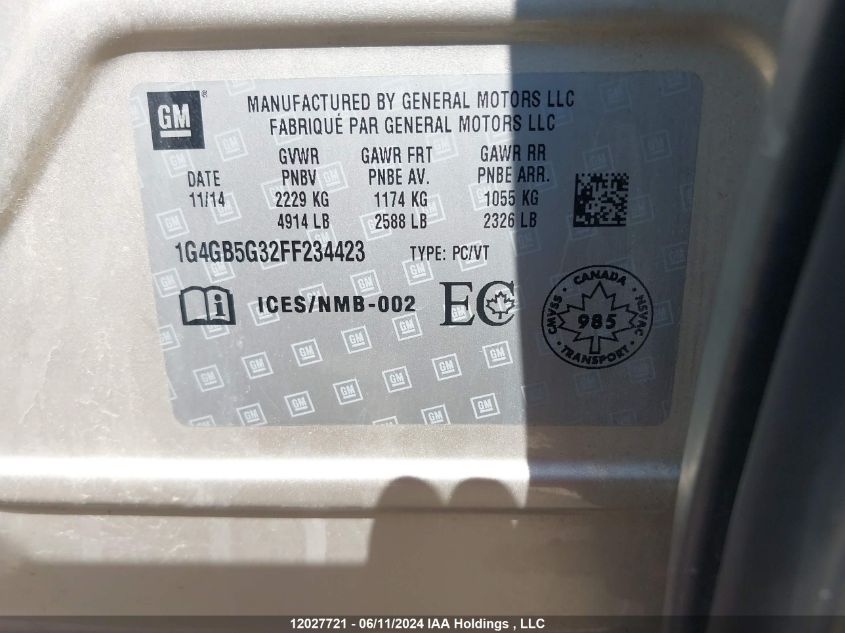 GM ® MANUFACTURED BY GENERAL MOTORS LLC
FABRIQUÉ PAR GENERAL MOTORS LLC
GVWR GAWR FRT GAWR RR
DATE PNBV PNBE AV. PNBE ARR.
11/14 2229 KG 1174 KG 1055 KG
4914 LB 2588 LB 2326 LB
1G4GB5G32FF234423 TYPE: PC/VT
ICES/NMB-002 EC
CANADA
CMVSS 985 NSVAC
TRANSPORT
12027721 - 06/11/2024 IAA Holdings , LLC